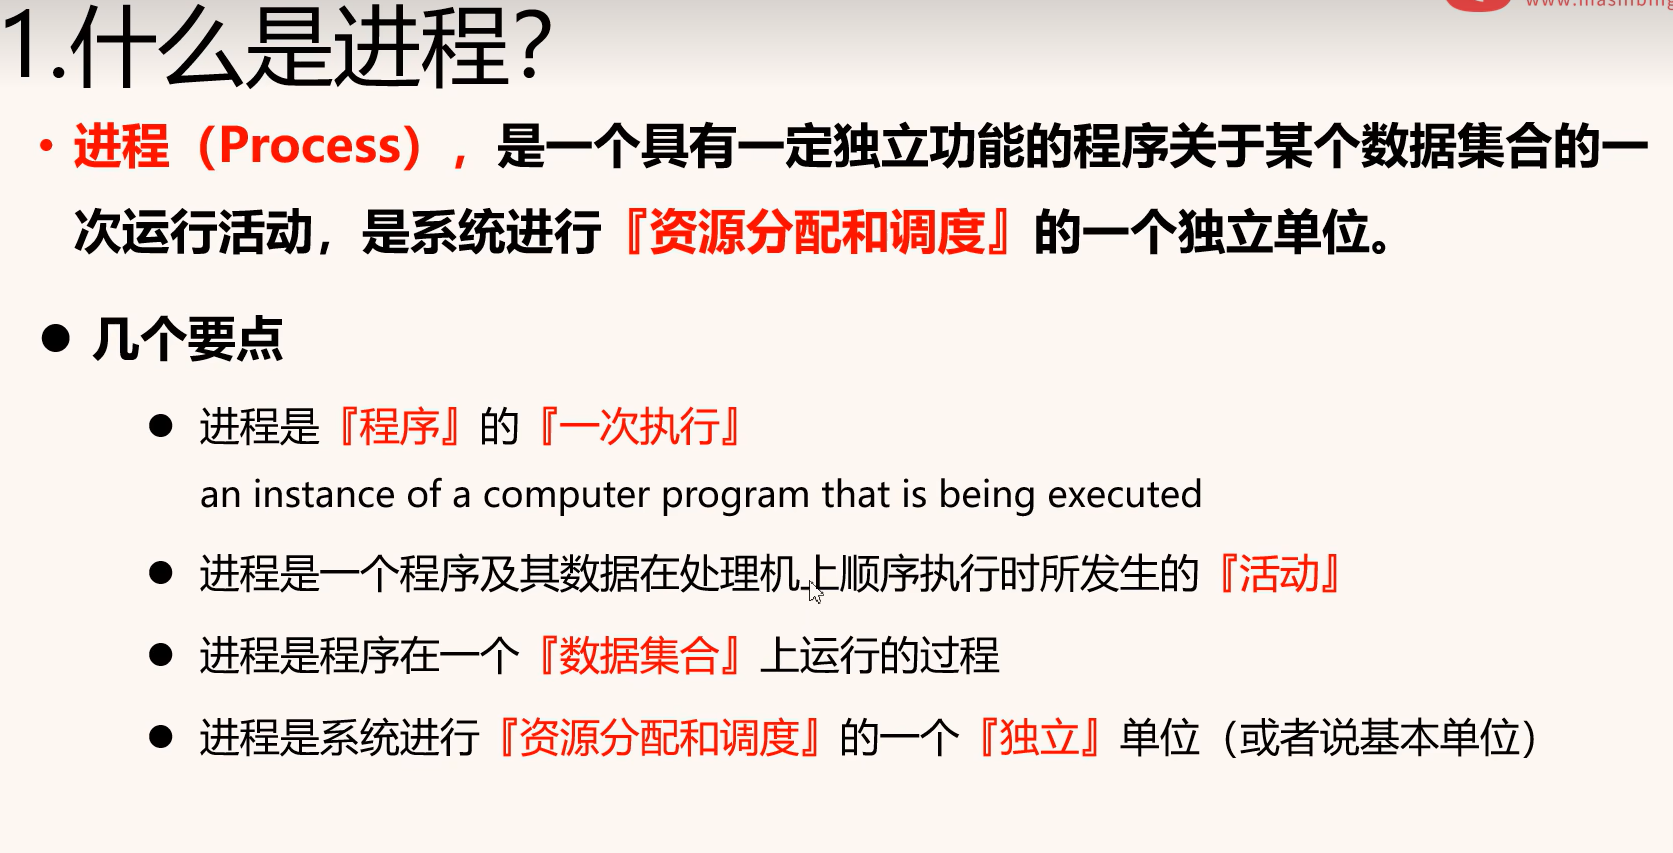 1.什么是进程?
• 进程（Process），是一个具有一定独立功能的程序关于某个数据集合的一
次运行活动，是系统进行『资源分配和调度』的一个独立单位。
● 几个要点
● 进程是『程序』的『一次执行』
an instance of a computer program that is being executed
● 进程是一个程序及其数据在处理机上顺序执行时所发生的『活动』
● 进程是程序在一个『数据集合』上运行的过程
● 进程是系统进行『资源分配和调度』的一个『独立』单位（或者说基本单位）